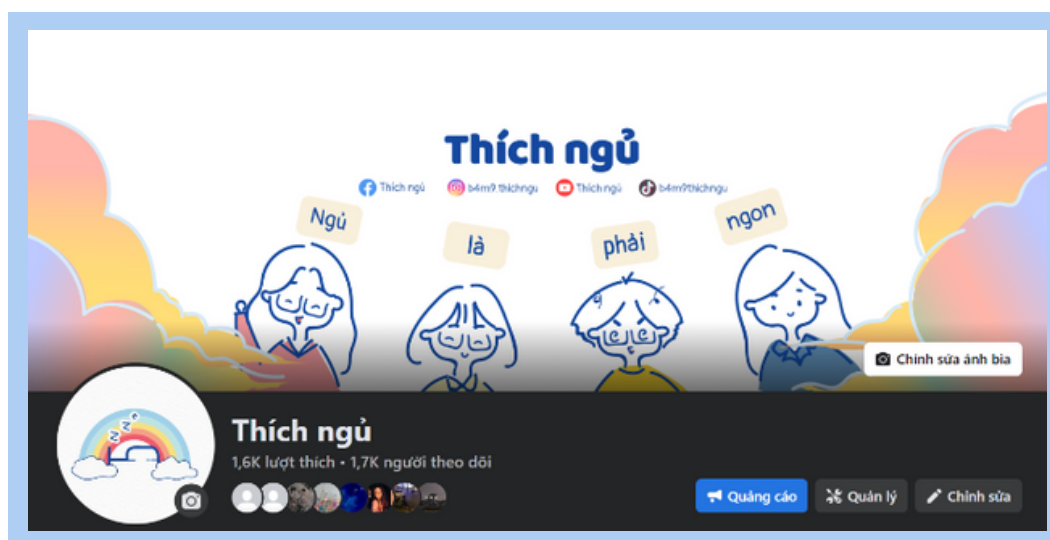 Thích ngủ
Thích ngủ b4m9.thichngu Thích ngủ b4m9thichngu
Ngủ là phải ngon
Chỉnh sửa ảnh bìa
z z z
Thích ngủ
1,6K lượt thích • 1,7K người theo dõi
Quảng cáo Quản lý Chỉnh sửa